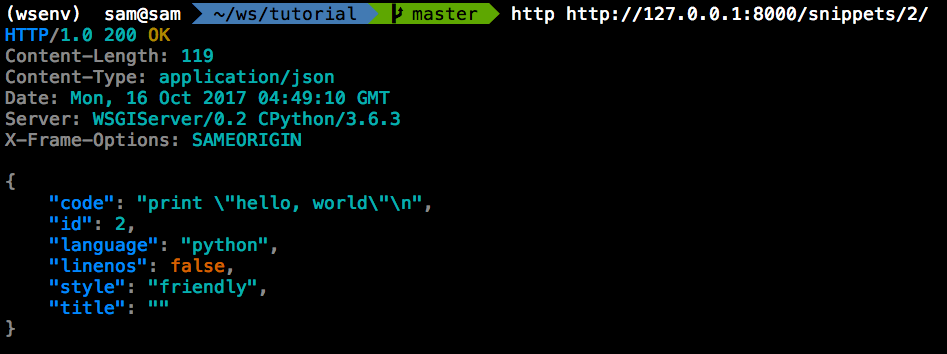 (wsenv) sam@sam ~/ws/tutorial master http http://127.0.0.1:8000/snippets/2/
HTTP/1.0 200 OK
Content-Length: 119
Content-Type: application/json
Date: Mon, 16 Oct 2017 04:49:10 GMT
Server: WSGIServer/0.2 CPython/3.6.3
X-Frame-Options: SAMEORIGIN
{
    "code": "print \"hello, world\"\n",
    "id": 2,
    "language": "python",
    "linenos": false,
    "style": "friendly",
    "title": ""
}